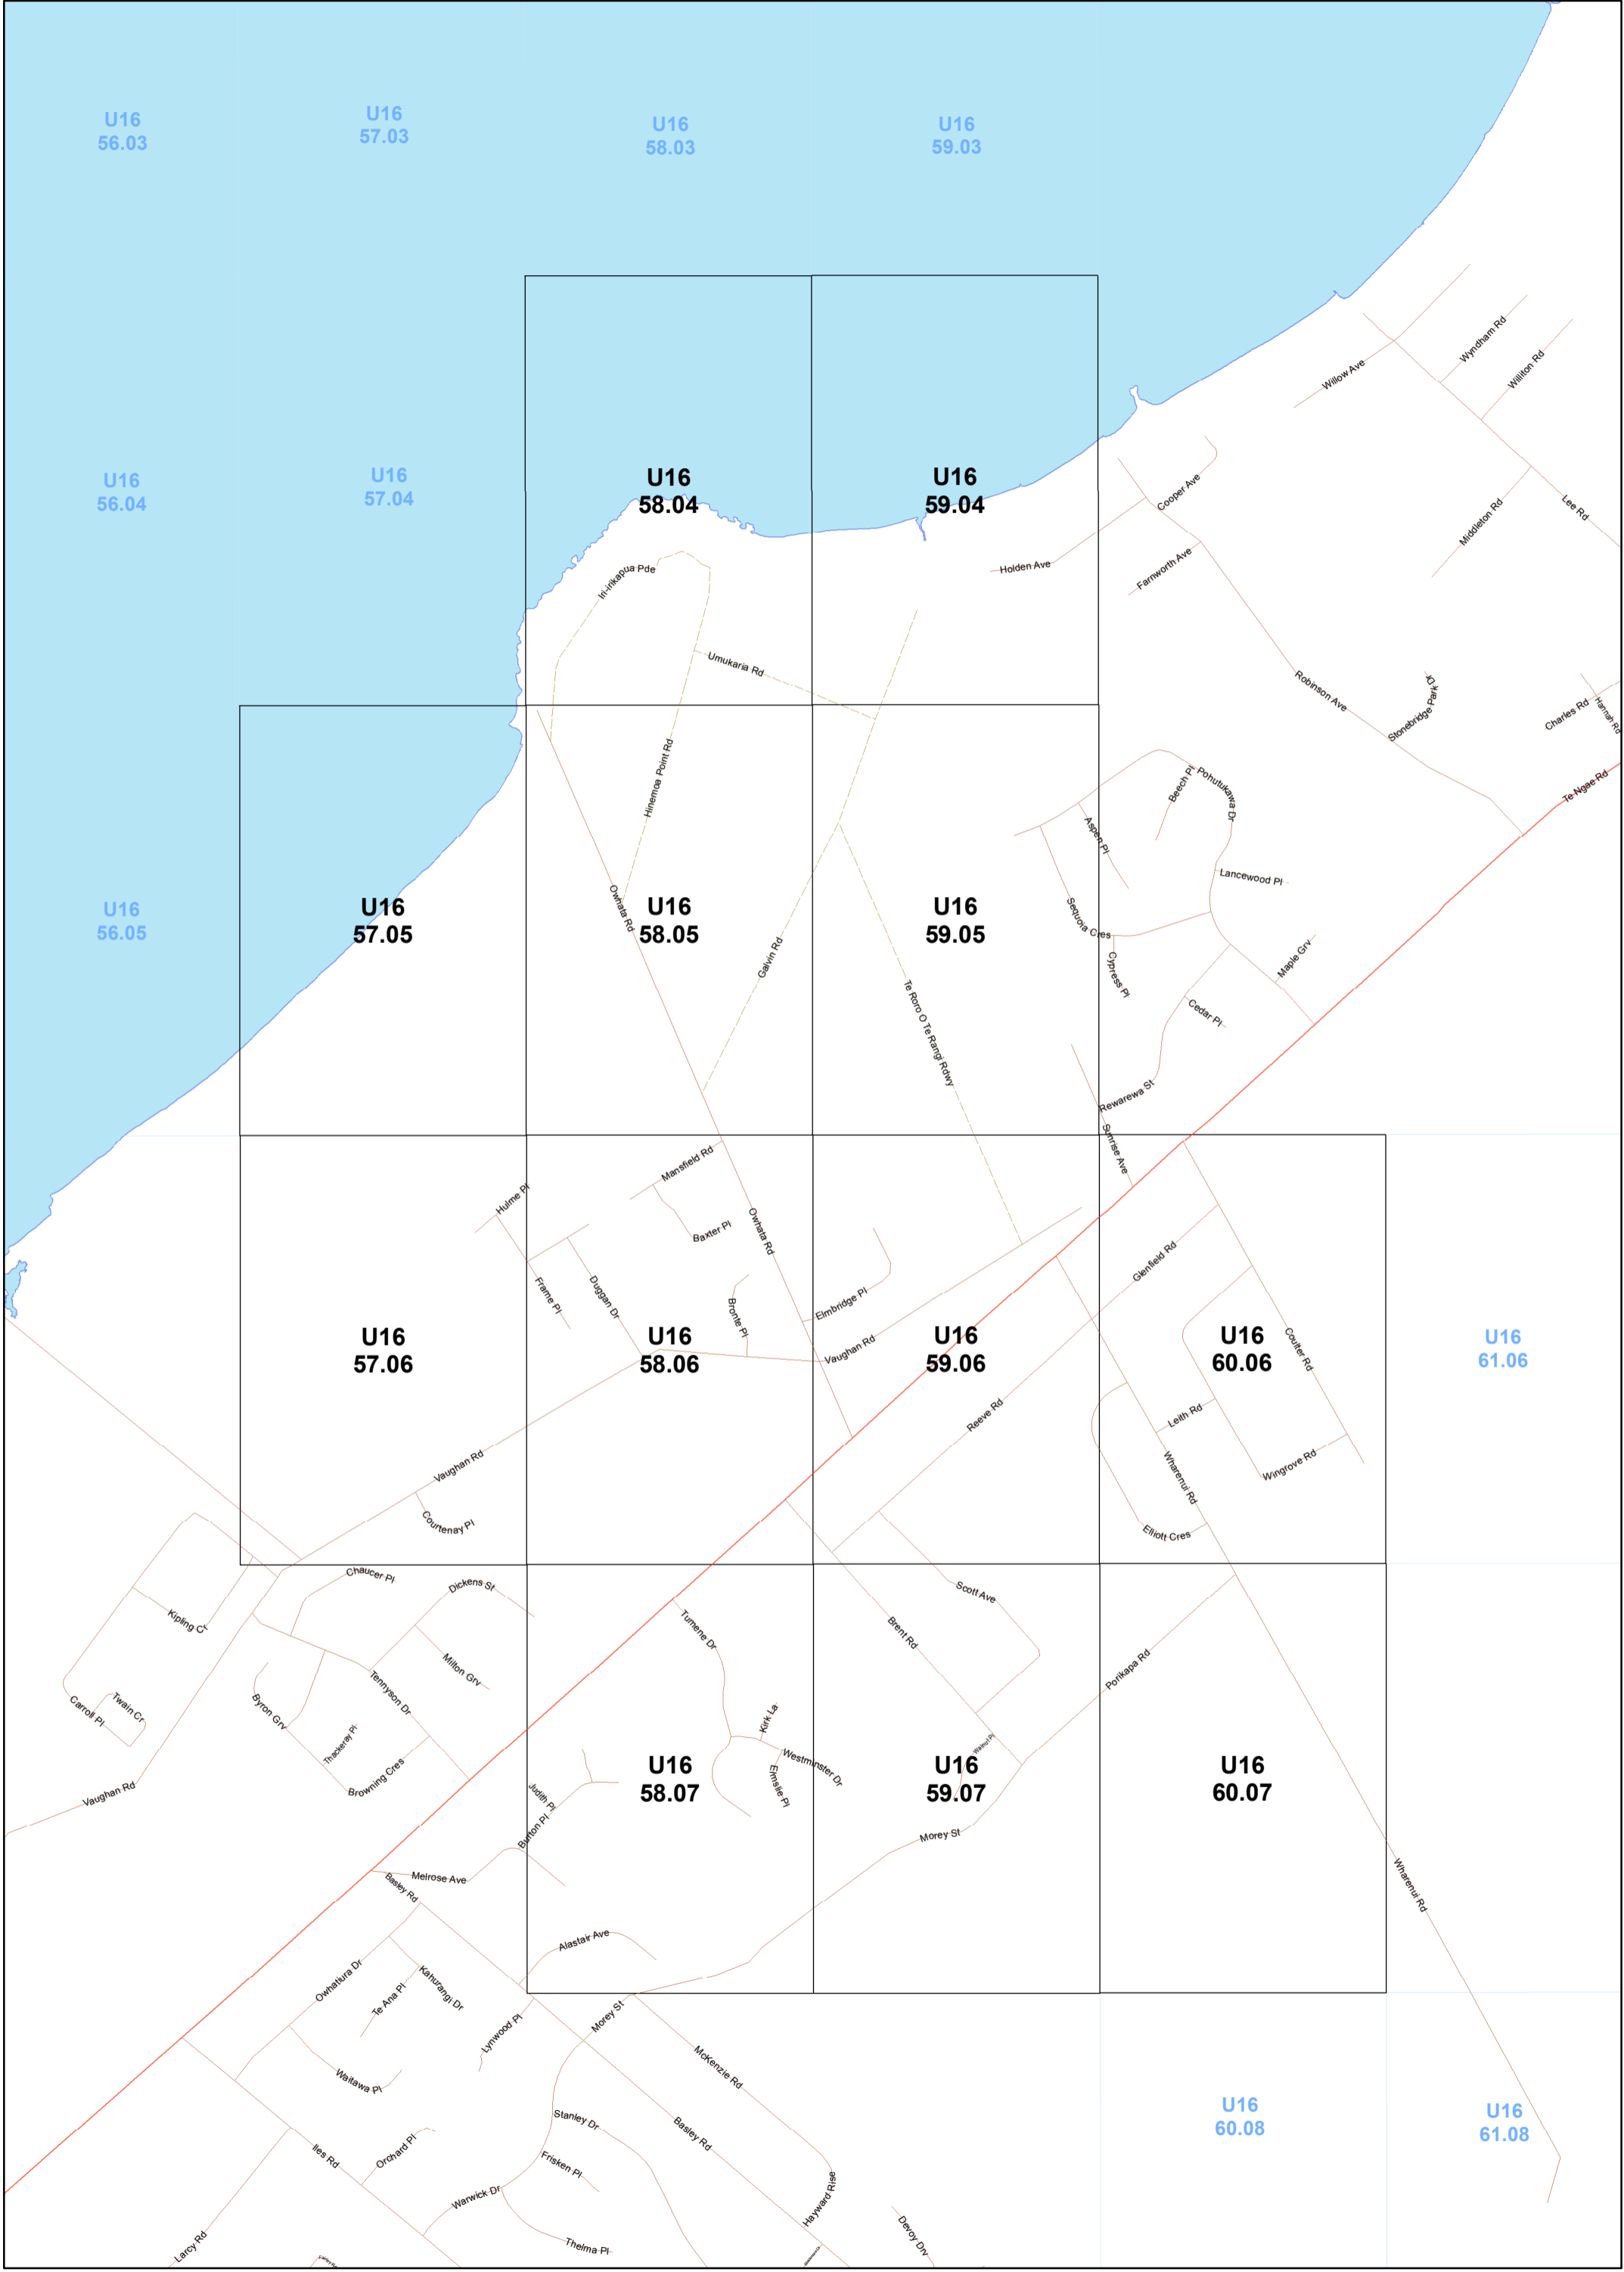 U16
56.03
U16
57.03
U16
58.03
U16
59.03
Wyndham Rd
Williton Rd
Willow Ave
U16
56.04
U16
57.04
U16
58.04
U16
59.04
Cooper Ave
Lee Rd
Middleton Rd
Iri-irikapua Pde
Holden Ave
Farnworth Ave
Umukaria Rd
Robinson Ave
Stonebridge Park Dr
Charles Rd
Hannah Rd
Te Ngae Rd
Hinemoa Point Rd
Beech Pl
Pohutukawa Dr
Aspen Pl
Lancewood Pl
U16
56.05
U16
57.05
Owhata Rd
U16
58.05
U16
59.05
Sequoia Cres
Galvin Rd
Cypress Pl
Maple Grv
Cedar Pl
Te Roro O Te Rangi Rdwy
Rewarewa St
Sunrise Ave
Mansfield Rd
Hulme Pl
Baxter Pl
Owhata Rd
Glenfield Rd
Frame Pl
Duggan Dr
Bronte Pl
Elmbridge Pl
Vaughan Rd
U16
57.06
U16
58.06
U16
59.06
U16
60.06
Coulter Rd
U16
61.06
Reeve Rd
Leith Rd
Vaughan Rd
Wharenui Rd
Wingrove Rd
Courtenay Pl
Elliott Cres
Chaucer Pl
Dickens St
Scott Ave
Kipling Ct
Tumene Dr
Brent Rd
Milton Grv
Porikapa Rd
Tennyson Dr
Carroll Pl
Twain Cr
Byron Grv
Thackeray Pl
Kirk La
Walnut Pl
Browning Cres
Westminster Dr
Elmslie Pl
U16
58.07
U16
59.07
U16
60.07
Vaughan Rd
Judith Pl
Burton Pl
Morey St
Melrose Ave
Basley Rd
Wharenui Rd
Alastair Ave
Owhatiura Dr
Te Ana Pl
Kahurangi Dr
Lynwood Pl
Morey St
McKenzie Rd
Waitawa Pl
U16
60.08
U16
61.08
Stanley Dr
Basley Rd
Iles Rd
Orchard Pl
Frisken Pl
Warwick Dr
Hayward Rise
Larcy Rd
Thelma Pl
Devoy Drv